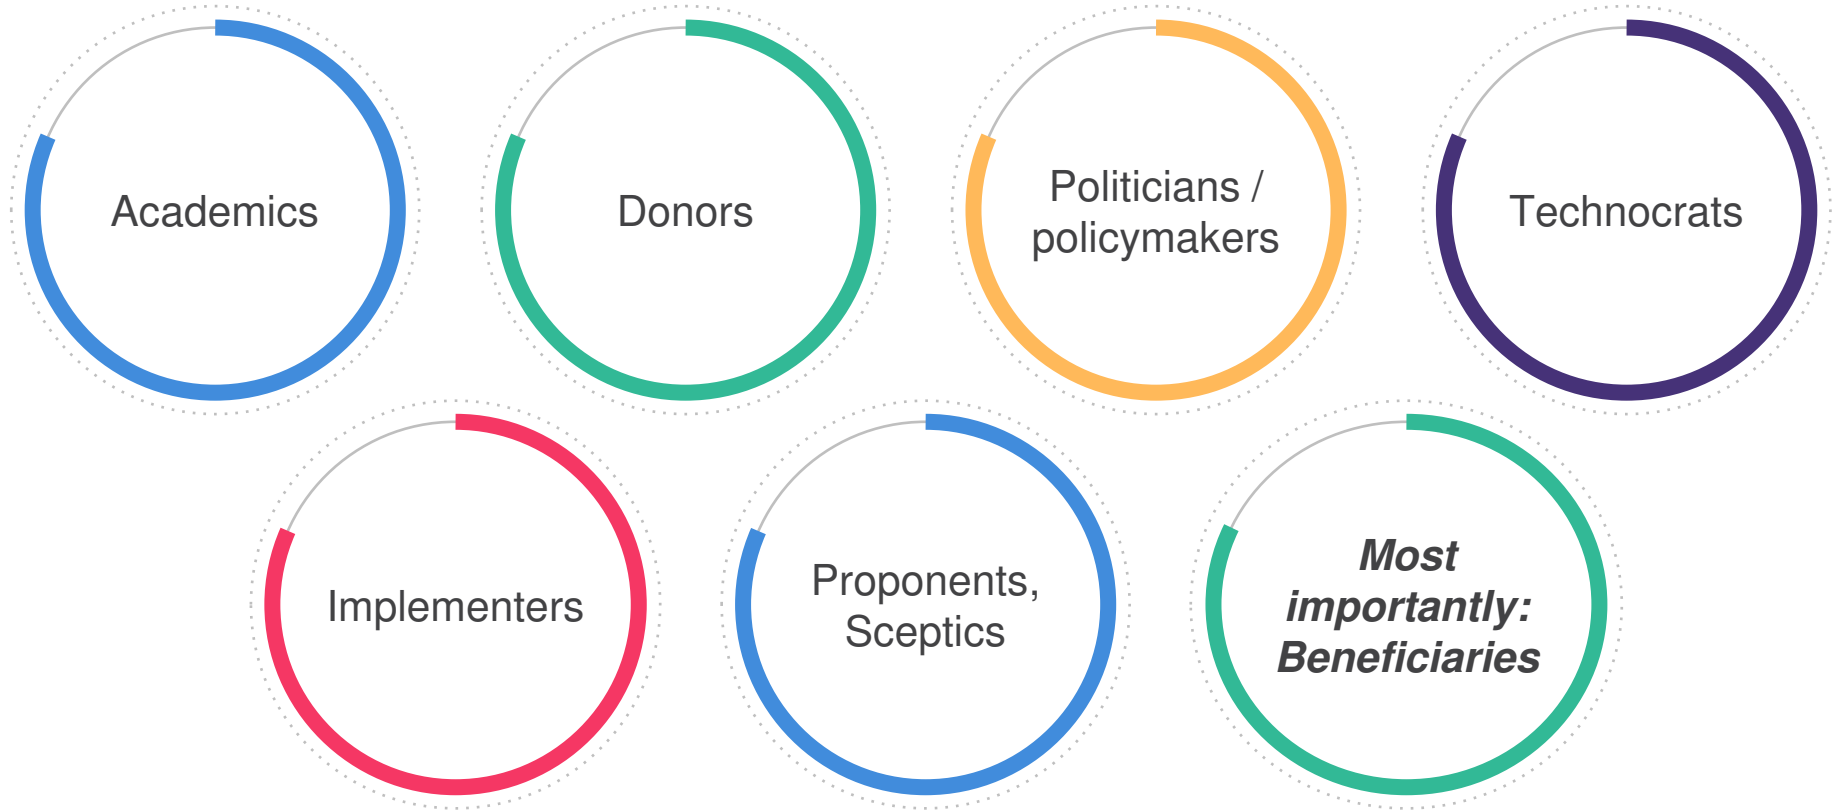 Academics
Donors
Politicians /
policymakers
Technocrats
Implementers
Proponents,
Sceptics
Most
importantly:
Beneficiaries